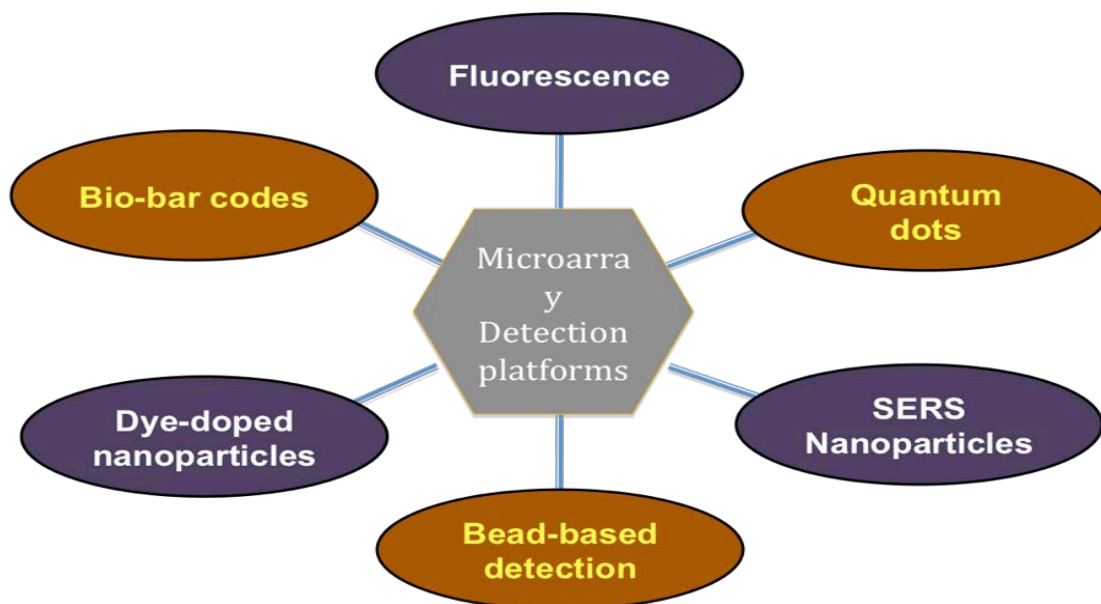 Fluorescence
Bio-bar codes
Quantum
dots
Microarra
y
Detection
platforms
Dye-doped
nanoparticles
SERS
Nanoparticles
Bead-based
detection